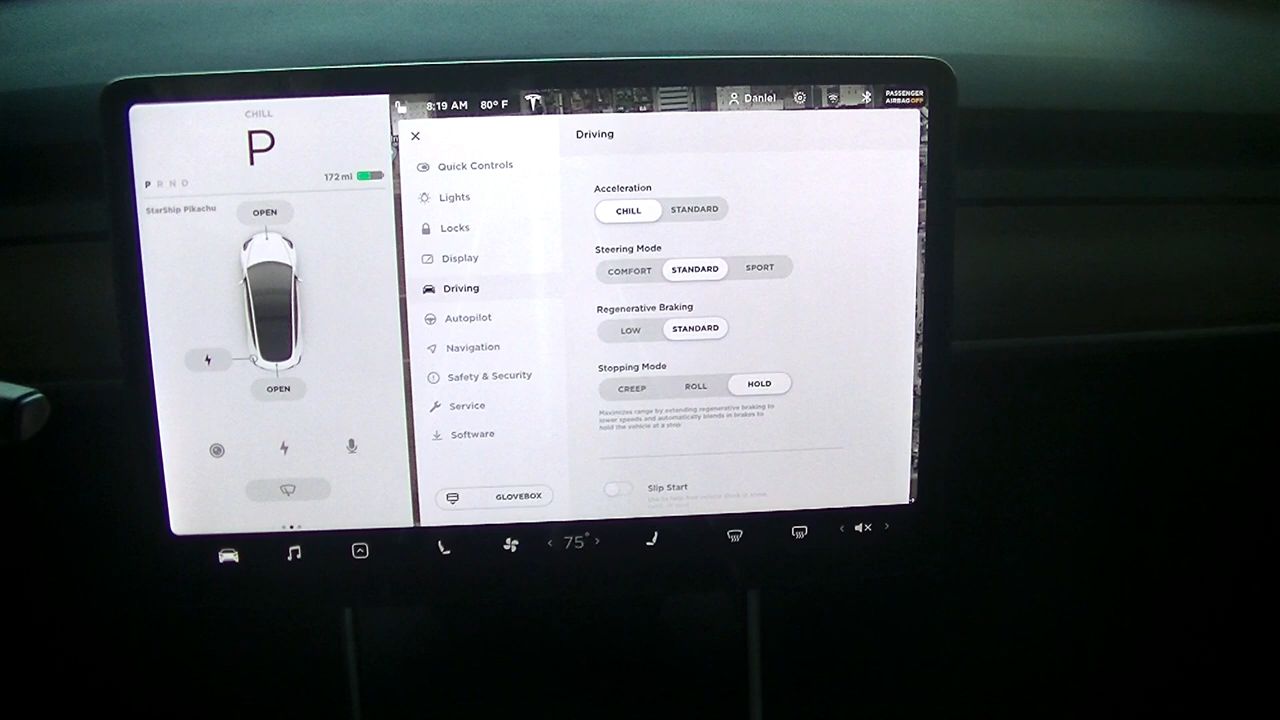 CHILL
P
P R N D
172 mi
StarShip Pikachu
OPEN
OPEN
8:19 AM 80° F
Daniel
PASSENGER
AIRBAG OFF
Driving
Quick Controls
Lights
Locks
Display
Driving
Autopilot
Navigation
Safety & Security
Service
Software
GLOVEBOX
Acceleration
CHILL STANDARD
Steering Mode
COMFORT STANDARD SPORT
Regenerative Braking
LOW STANDARD
Stopping Mode
CREEP ROLL HOLD
Maximizes range by extending regenerative braking to
lower speeds and automatically blends in brakes to
hold the vehicle at a stop
Slip Start
75°